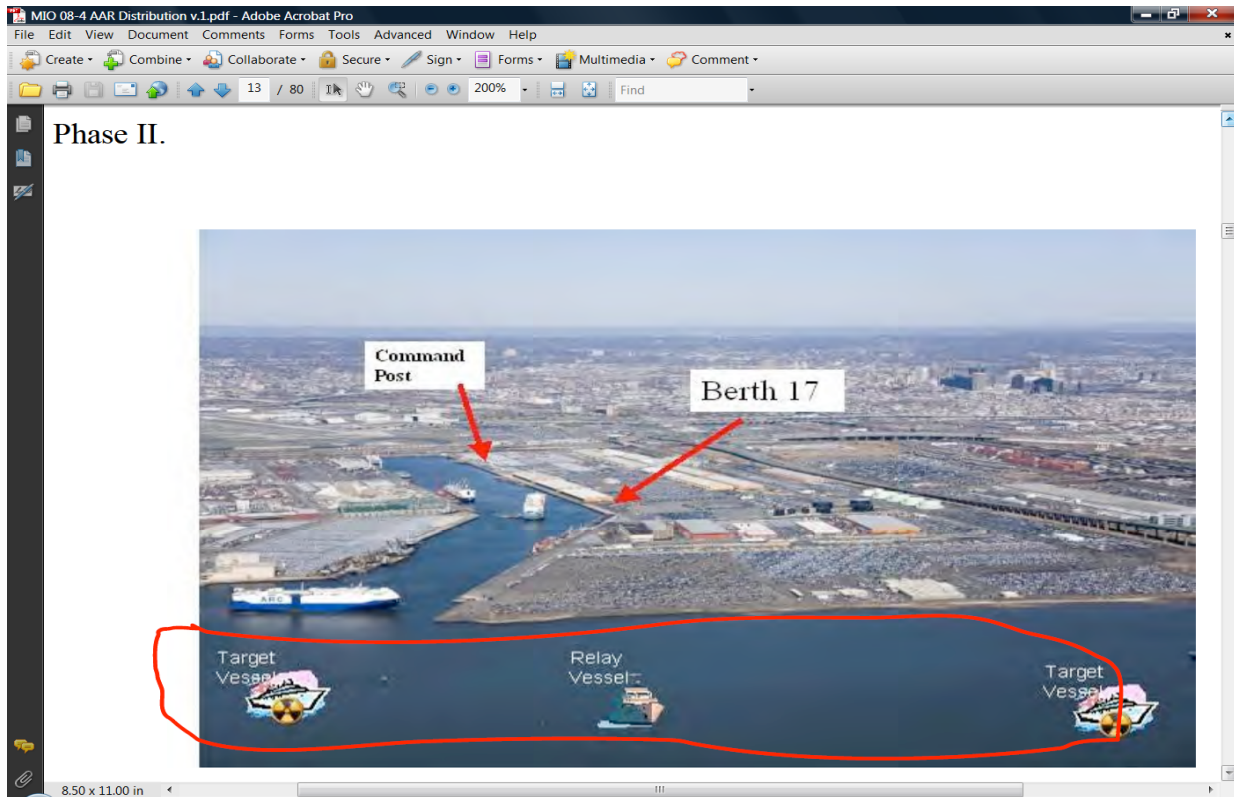 MIO 08-4 AAR Distribution v.1.pdf - Adobe Acrobat Pro
File Edit View Document Comments Forms Tools Advanced Window Help
Create Combine Collaborate Secure Sign Forms Multimedia Comment
13 / 80 200% Find
Phase II.
Command
Post
Berth 17
ARC
Target
Vessel
Relay
Vessel
Target
Vessel
8.50 x 11.00 in